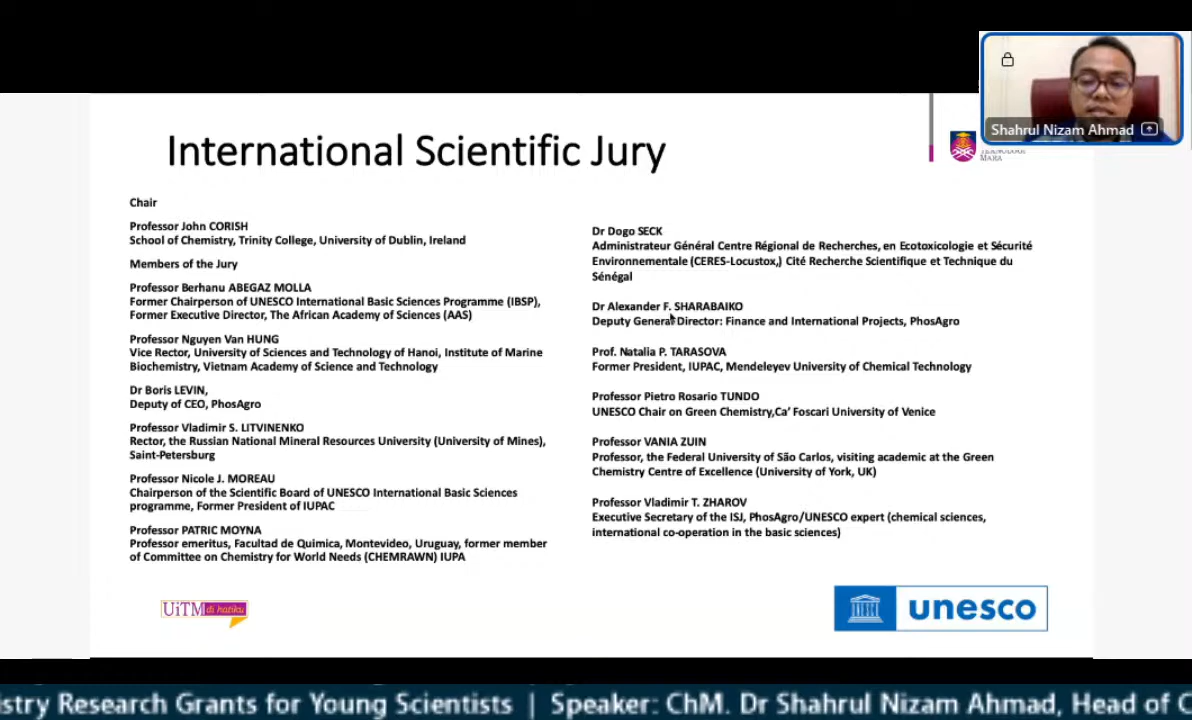 Shahrul Nizam Ahmad
International Scientific Jury
TEKNOLOGI
MARA
Chair
Professor John CORISH
School of Chemistry, Trinity College, University of Dublin, Ireland
Members of the Jury
Professor Berhanu ABEGAZ MOLLA
Former Chairperson of UNESCO International Basic Sciences Programme (IBSP),
Former Executive Director, The African Academy of Sciences (AAS)
Professor Nguyen Van HUNG
Vice Rector, University of Sciences and Technology of Hanoi, Institute of Marine
Biochemistry, Vietnam Academy of Science and Technology
Dr Boris LEVIN,
Deputy of CEO, PhosAgro
Professor Vladimir S. LITVINENKO
Rector, the Russian National Mineral Resources University (University of Mines),
Saint-Petersburg
Professor Nicole J. MOREAU
Chairperson of the Scientific Board of UNESCO International Basic Sciences
programme, Former President of IUPAC
Professor PATRIC MOYNA
Professor emeritus, Facultad de Quimica, Montevideo, Uruguay, former member
of Committee on Chemistry for World Needs (CHEMRAWN) IUPA
Dr Dogo SECK
Administrateur Général Centre Régional de Recherches, en Ecotoxicologie et Sécurité
Environnementale (CERES-Locustox,) Cité Recherche Scientifique et Technique du
Sénégal
Dr Alexander F. SHARABAIKO
Deputy General Director: Finance and International Projects, PhosAgro
Prof. Natalia P. TARASOVA
Former President, IUPAC, Mendeleyev University of Chemical Technology
Professor Pietro Rosario TUNDO
UNESCO Chair on Green Chemistry,Ca' Foscari University of Venice
Professor VANIA ZUIN
Professor, the Federal University of São Carlos, visiting academic at the Green
Chemistry Centre of Excellence (University of York, UK)
Professor Vladimir T. ZHAROV
Executive Secretary of the ISJ, PhosAgro/UNESCO expert (chemical sciences,
international co-operation in the basic sciences)
UiTM di hatiku
unesco
istry Research Grants for Young Scientists | Speaker: ChM. Dr Shahrul Nizam Ahmad, Head of C